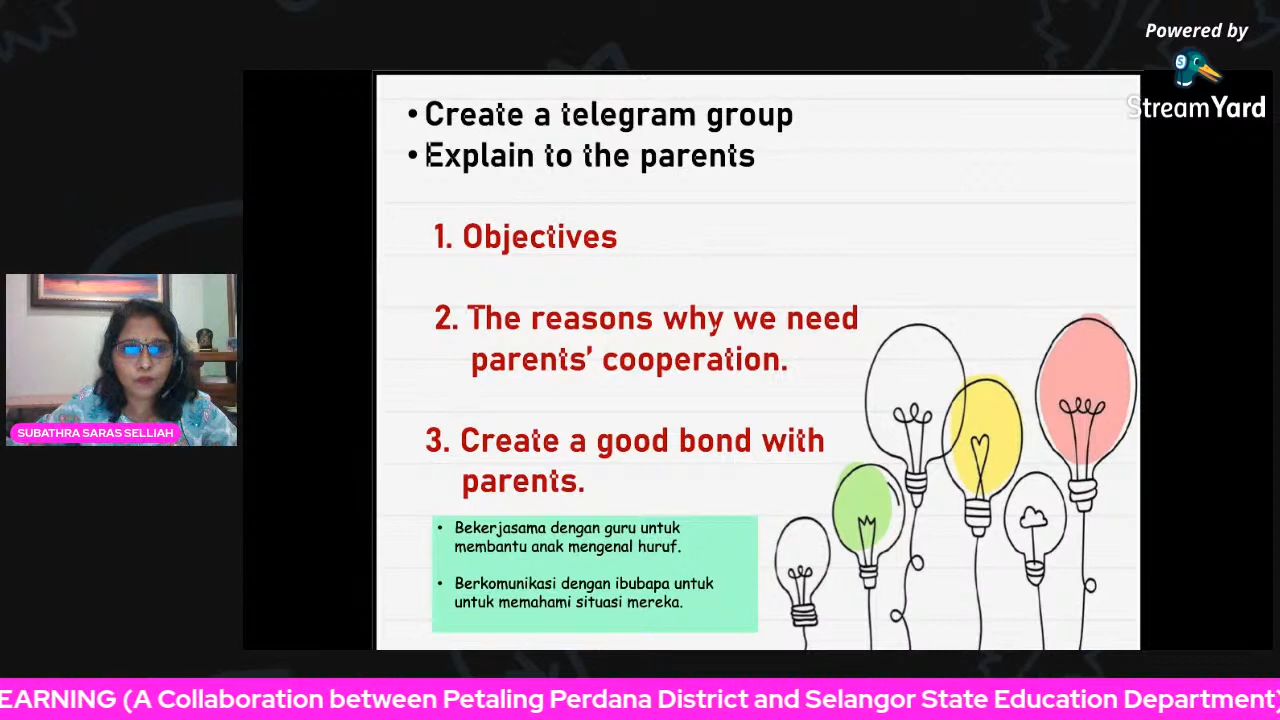 Powered by
StreamYard
• Create a telegram group
• Explain to the parents
1. Objectives
2. The reasons why we need
parents’ cooperation.
3. Create a good bond with
parents.
• Bekerjasama dengan guru untuk
membantu anak mengenal huruf.
• Berkomunikasi dengan ibubapa untuk
untuk memahami situasi mereka.
SUBATHRA SARAS SELLIAH
EARNING (A Collaboration between Petaling Perdana District and Selangor State Education Department)